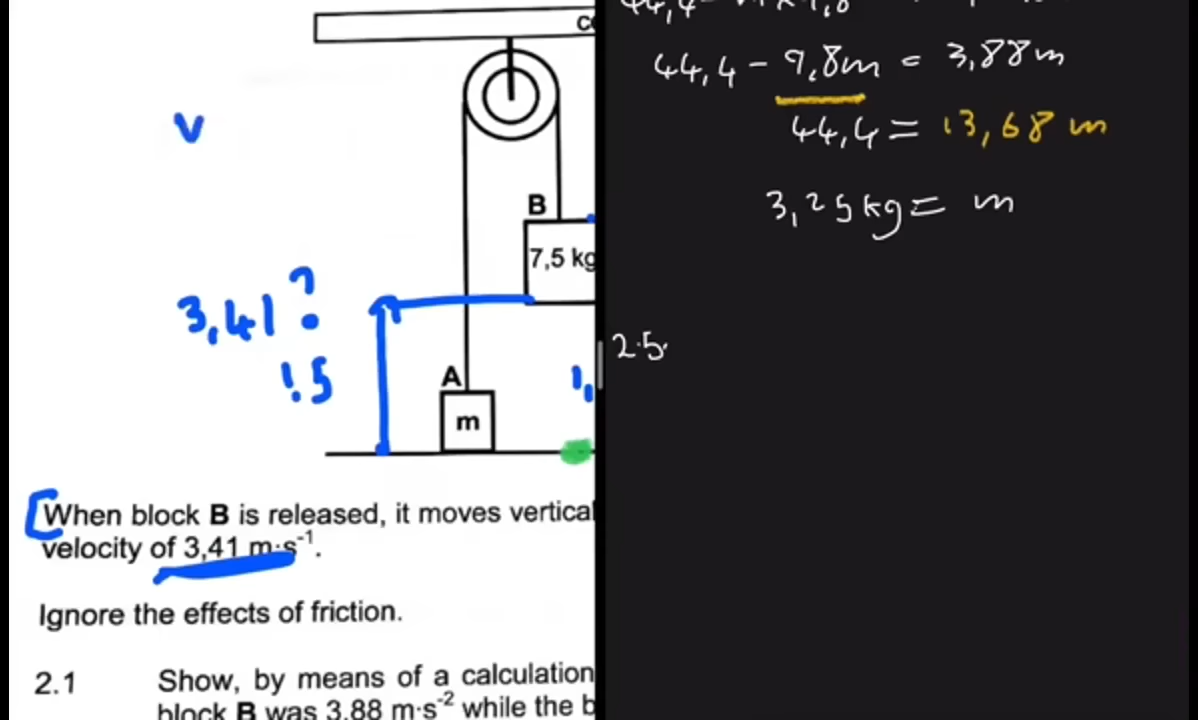 V
B
7,5 kg
3,41 ?
1.5
A
m
When block B is released, it moves vertical
velocity of 3,41 m·s⁻¹.
Ignore the effects of friction.
2.1 Show, by means of a calculation
block B was 3,88 m·s⁻² while the b
44,4 - 9,8m = 3,88m
44,4 = 13,68 m
3,25kg = m
2.5.